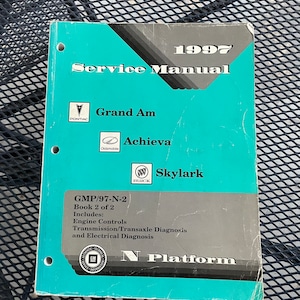 1997
Service Manual
Grand Am
Achieva
Skylark
GMP/97-N-2
Book 2 of 2
Includes:
Engine Controls
Transmission/Transaxle Diagnosis
and Electrical Diagnosis
N Platform